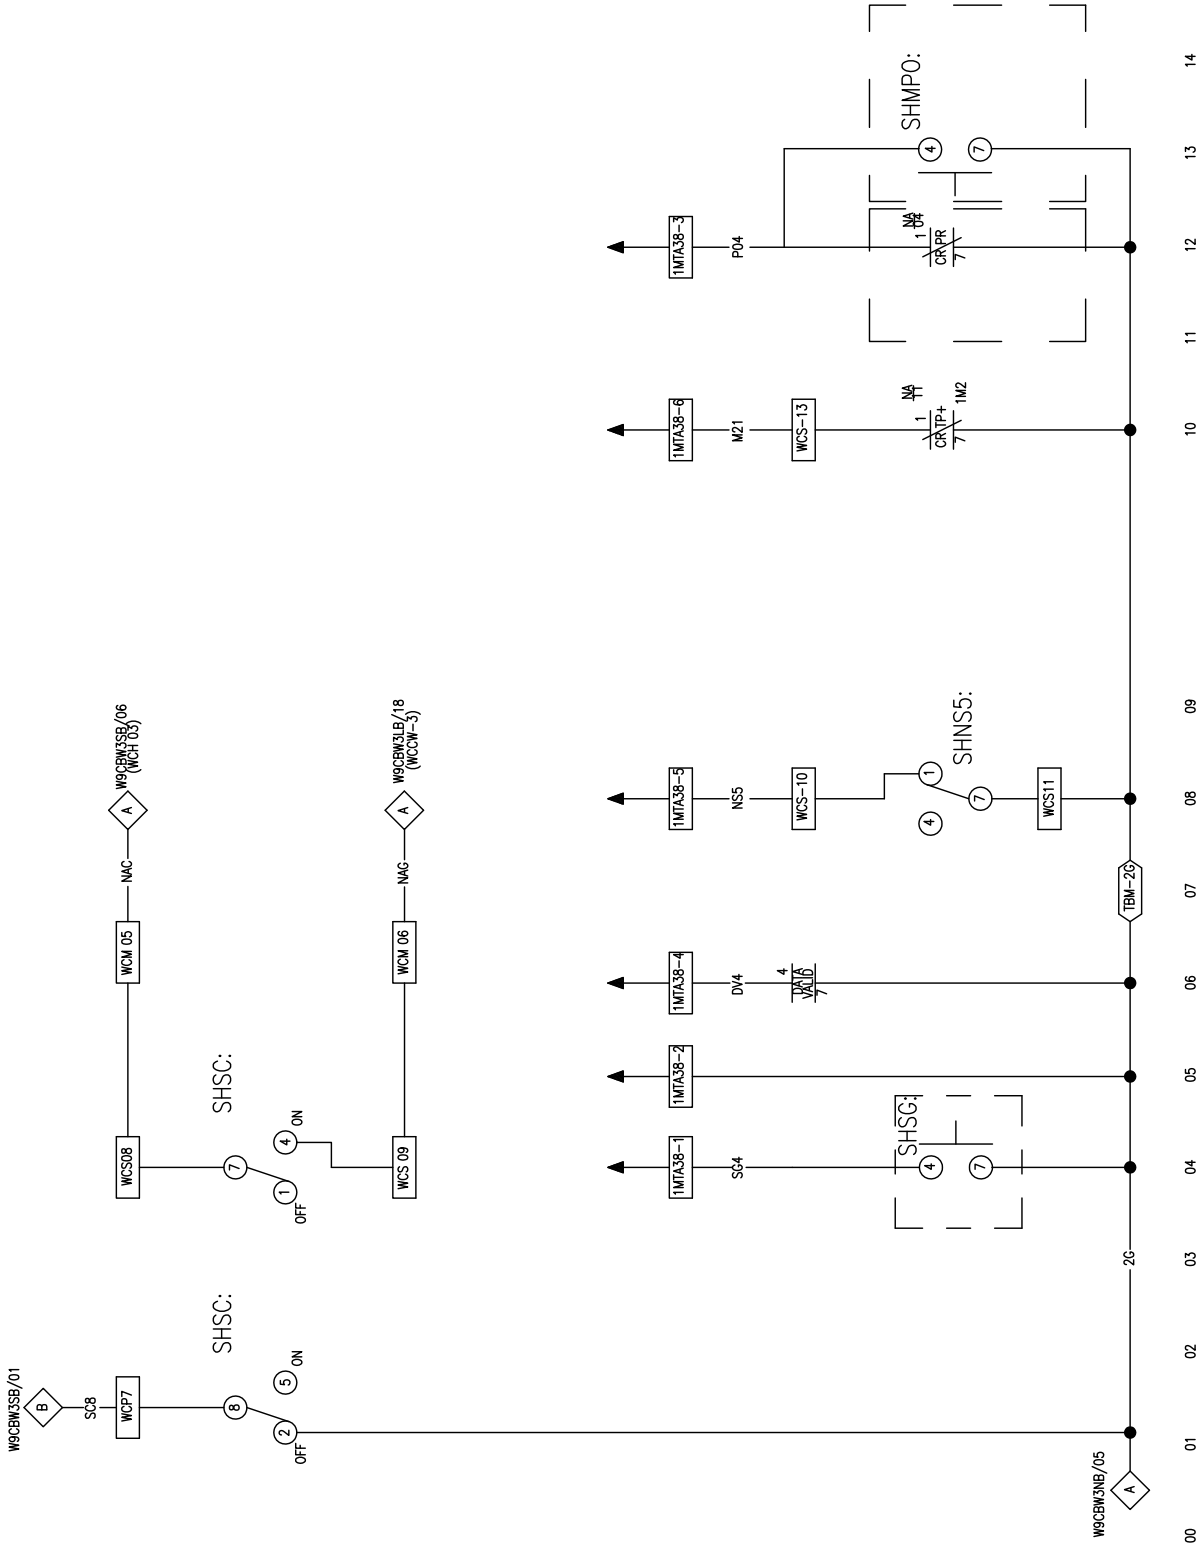 W9CBW3SB/01
B
SC8
WCP7
SHSC:
8
5
ON
2
OFF
W9CBW3NB/05
A
W9CBW3SB/06
(WCH 03)
A
NAC
WCM 05
WCS08
SHSC:
7
4
ON
1
OFF
WCS 09
WCM 06
NAG
A
W9CBW3LB/18
(WCCW-3)
1MTA38-1
SG4
SHSG:
4
7
1MTA38-2
1MTA38-4
DV4
4
DATA
VALID
7
1MTA38-5
NS5
WCS-10
SHNS5:
1
4
7
WCS11
1MTA38-6
M21
WCS-13
NA
11
1
CR TP+
7
1M2
1MTA38-3
P04
NA
04
1
CR PR
7
SHMPO:
4
7
2G
TBM-2G
00
01
02
03
04
05
06
07
08
09
10
11
12
13
14